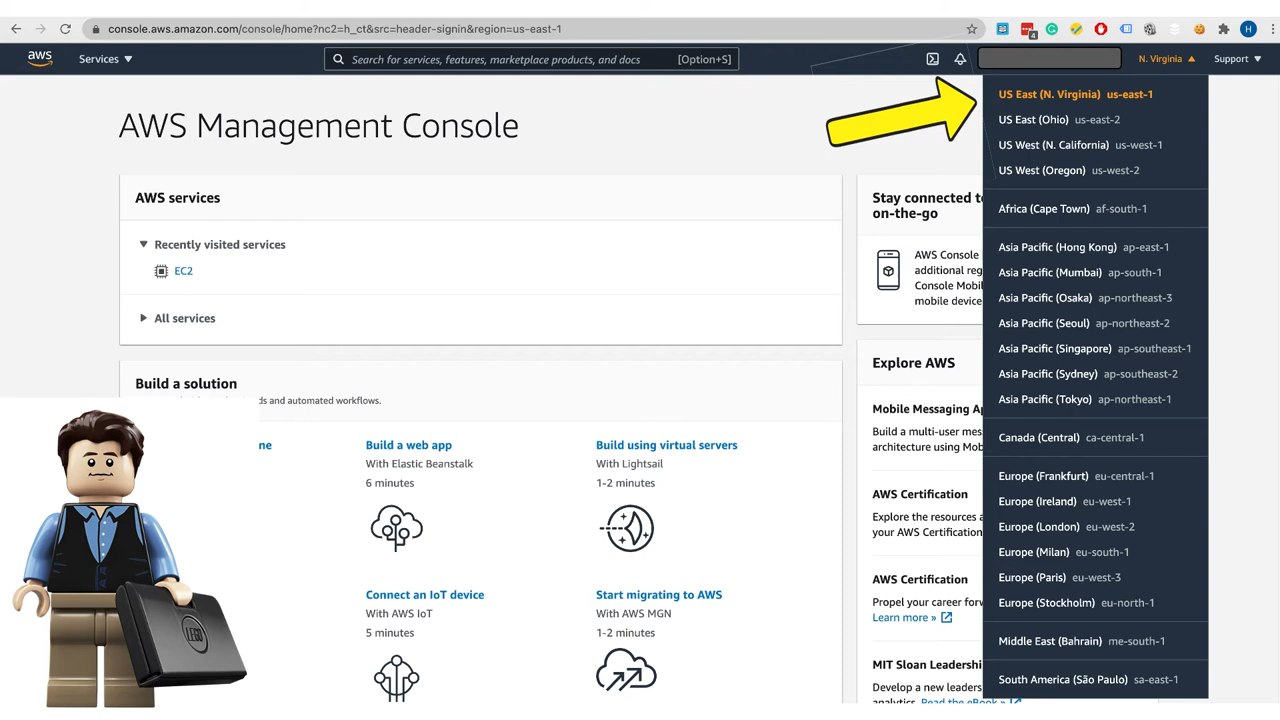 console.aws.amazon.com/console/home?nc2=h_ct&src=header-signin&region=us-east-1
4
H
aws
Services
Search for services, features, marketplace products, and docs [Option+S]
N. Virginia
Support
AWS Management Console
AWS services
Recently visited services
EC2
All services
Build a solution
ds and automated workflows.
ne
Build a web app
With Elastic Beanstalk
6 minutes
Build using virtual servers
With Lightsail
1-2 minutes
Connect an IoT device
With AWS IoT
5 minutes
Start migrating to AWS
With AWS MGN
1-2 minutes
LEGO
Stay connected to
on-the-go
AWS Console
additional reg
Console Mobi
mobile device
Explore AWS
Mobile Messaging Ap
Build a multi-user mess
architecture using Mob
AWS Certification
Explore the resources a
your AWS Certification
AWS Certification
Propel your career forw
Learn more »
MIT Sloan Leadershi
Develop a new leaders
analytics. Read the eBook »
US East (N. Virginia) us-east-1
US East (Ohio) us-east-2
US West (N. California) us-west-1
US West (Oregon) us-west-2
Africa (Cape Town) af-south-1
Asia Pacific (Hong Kong) ap-east-1
Asia Pacific (Mumbai) ap-south-1
Asia Pacific (Osaka) ap-northeast-3
Asia Pacific (Seoul) ap-northeast-2
Asia Pacific (Singapore) ap-southeast-1
Asia Pacific (Sydney) ap-southeast-2
Asia Pacific (Tokyo) ap-northeast-1
Canada (Central) ca-central-1
Europe (Frankfurt) eu-central-1
Europe (Ireland) eu-west-1
Europe (London) eu-west-2
Europe (Milan) eu-south-1
Europe (Paris) eu-west-3
Europe (Stockholm) eu-north-1
Middle East (Bahrain) me-south-1
South America (São Paulo) sa-east-1